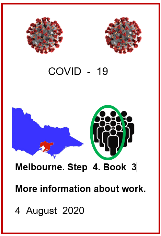 COVID - 19
Melbourne. Step 4. Book 3
More information about work.
4 August 2020